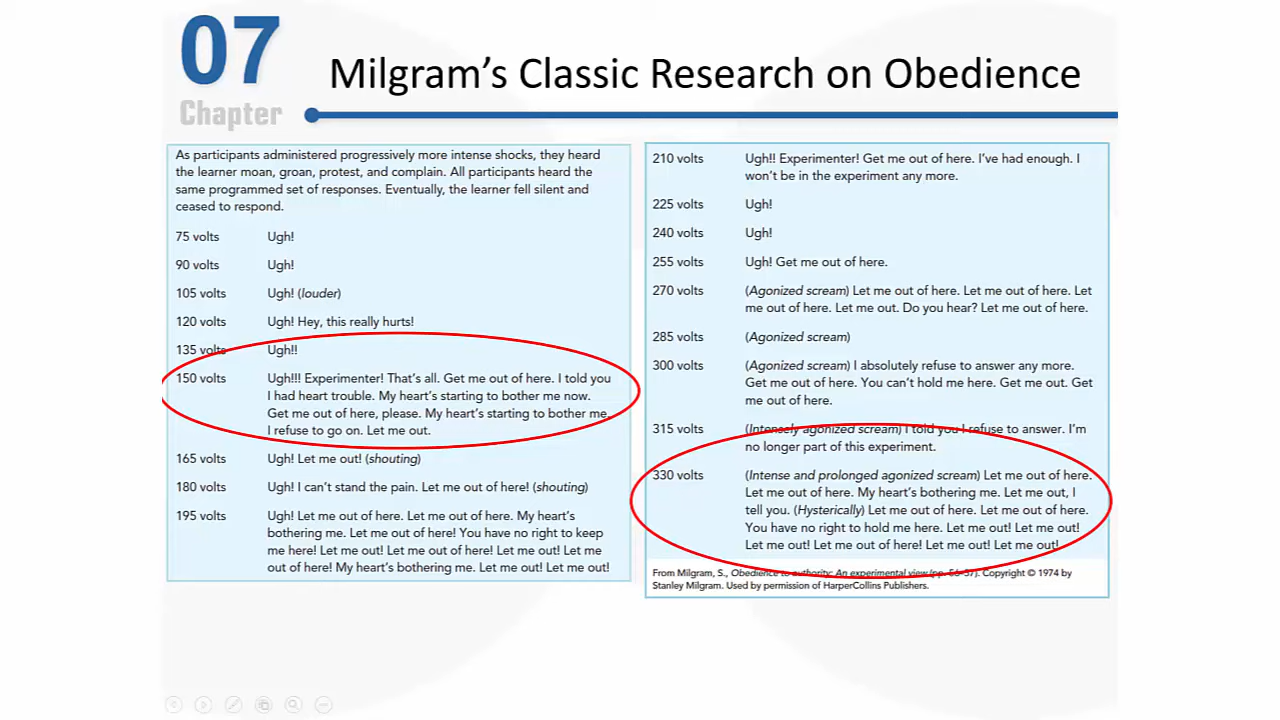 07
Chapter
Milgram's Classic Research on Obedience
As participants administered progressively more intense shocks, they heard
the learner moan, groan, protest, and complain. All participants heard the
same programmed set of responses. Eventually, the learner fell silent and
ceased to respond.
75 volts Ugh!
90 volts Ugh!
105 volts Ugh! (louder)
120 volts Ugh! Hey, this really hurts!
135 volts Ugh!!
150 volts Ugh!!! Experimenter! That's all. Get me out of here. I told you
I had heart trouble. My heart's starting to bother me now.
Get me out of here, please. My heart's starting to bother me.
I refuse to go on. Let me out.
165 volts Ugh! Let me out! (shouting)
180 volts Ugh! I can't stand the pain. Let me out of here! (shouting)
195 volts Ugh! Let me out of here. Let me out of here. My heart's
bothering me. Let me out of here! You have no right to keep
me here! Let me out! Let me out of here! Let me out! Let me
out of here! My heart's bothering me. Let me out! Let me out!
210 volts Ugh!! Experimenter! Get me out of here. I've had enough. I
won't be in the experiment any more.
225 volts Ugh!
240 volts Ugh!
255 volts Ugh! Get me out of here.
270 volts (Agonized scream) Let me out of here. Let me out of here. Let
me out of here. Let me out. Do you hear? Let me out of here.
285 volts (Agonized scream)
300 volts (Agonized scream) I absolutely refuse to answer any more.
Get me out of here. You can't hold me here. Get me out. Get
me out of here.
315 volts (Intensely agonized scream) I told you I refuse to answer. I'm
no longer part of this experiment.
330 volts (Intense and prolonged agonized scream) Let me out of here.
Let me out of here. My heart's bothering me. Let me out, I
tell you. (Hysterically) Let me out of here. Let me out of here.
You have no right to hold me here. Let me out! Let me out!
Let me out! Let me out of here! Let me out! Let me out!
From Milgram, S., Obedience to authority: An experimental view (pp. 56–57). Copyright © 1974 by
Stanley Milgram. Used by permission of HarperCollins Publishers.